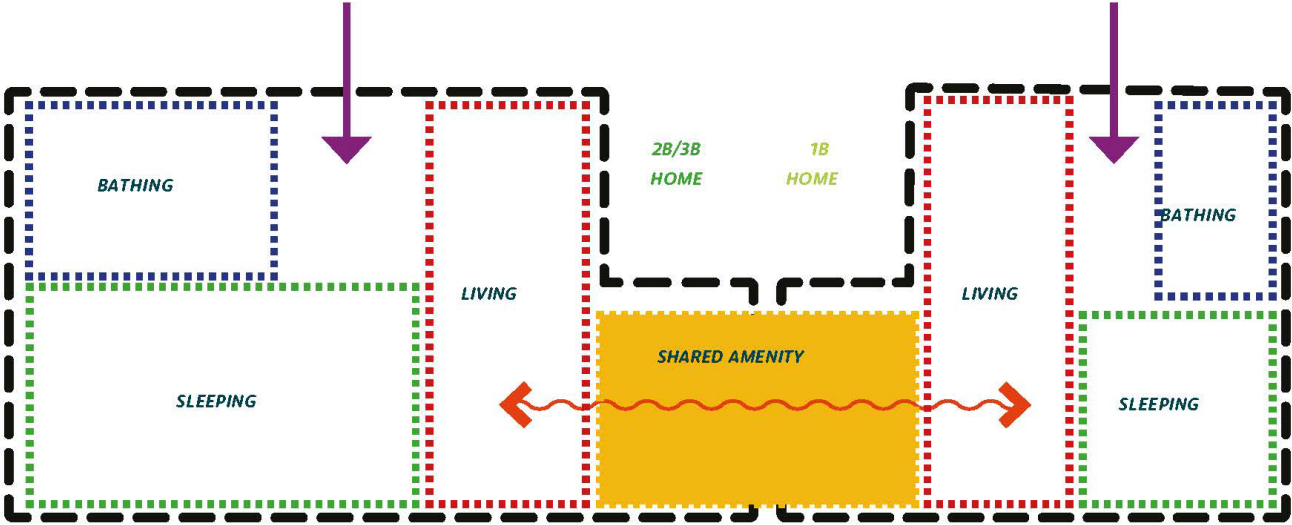 2B/3B
HOME
1B
HOME
BATHING
BATHING
LIVING
LIVING
SHARED AMENITY
SLEEPING
SLEEPING